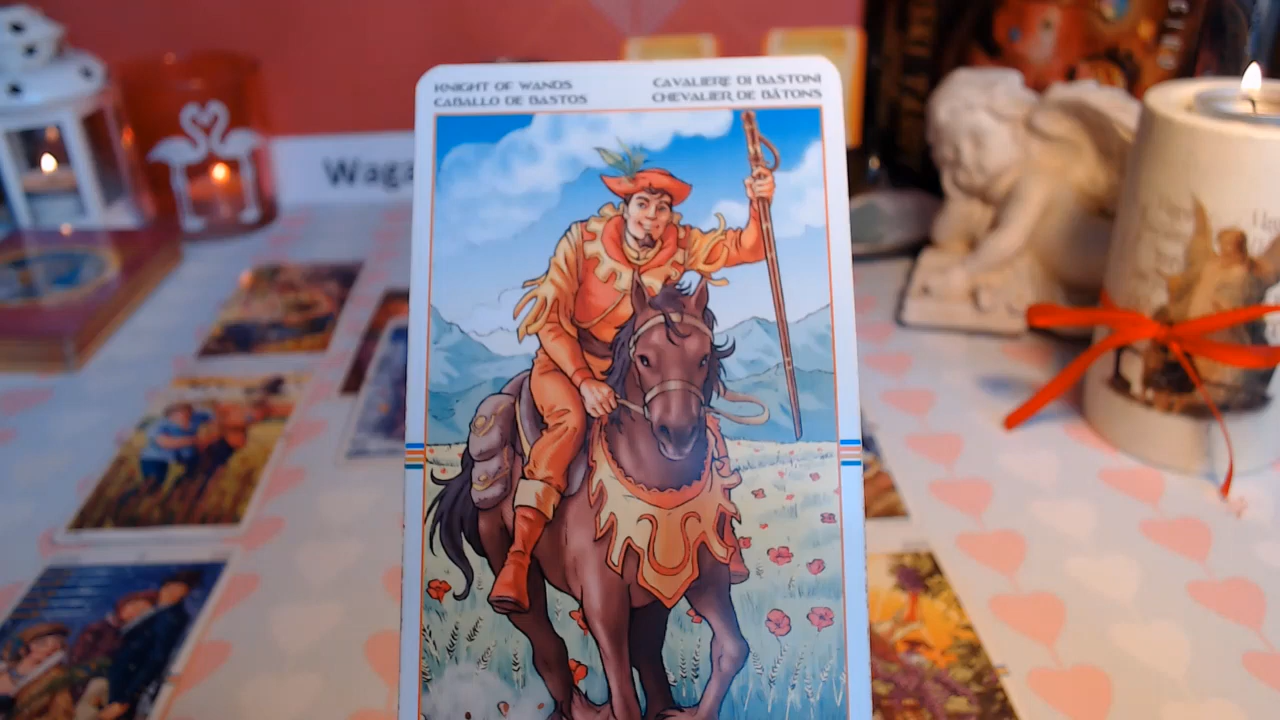 KNIGHT OF WANDS
CABALLO DE BASTOS
CAVALIERE DI BASTONI
CHEVALIER DE BÂTONS
Waga